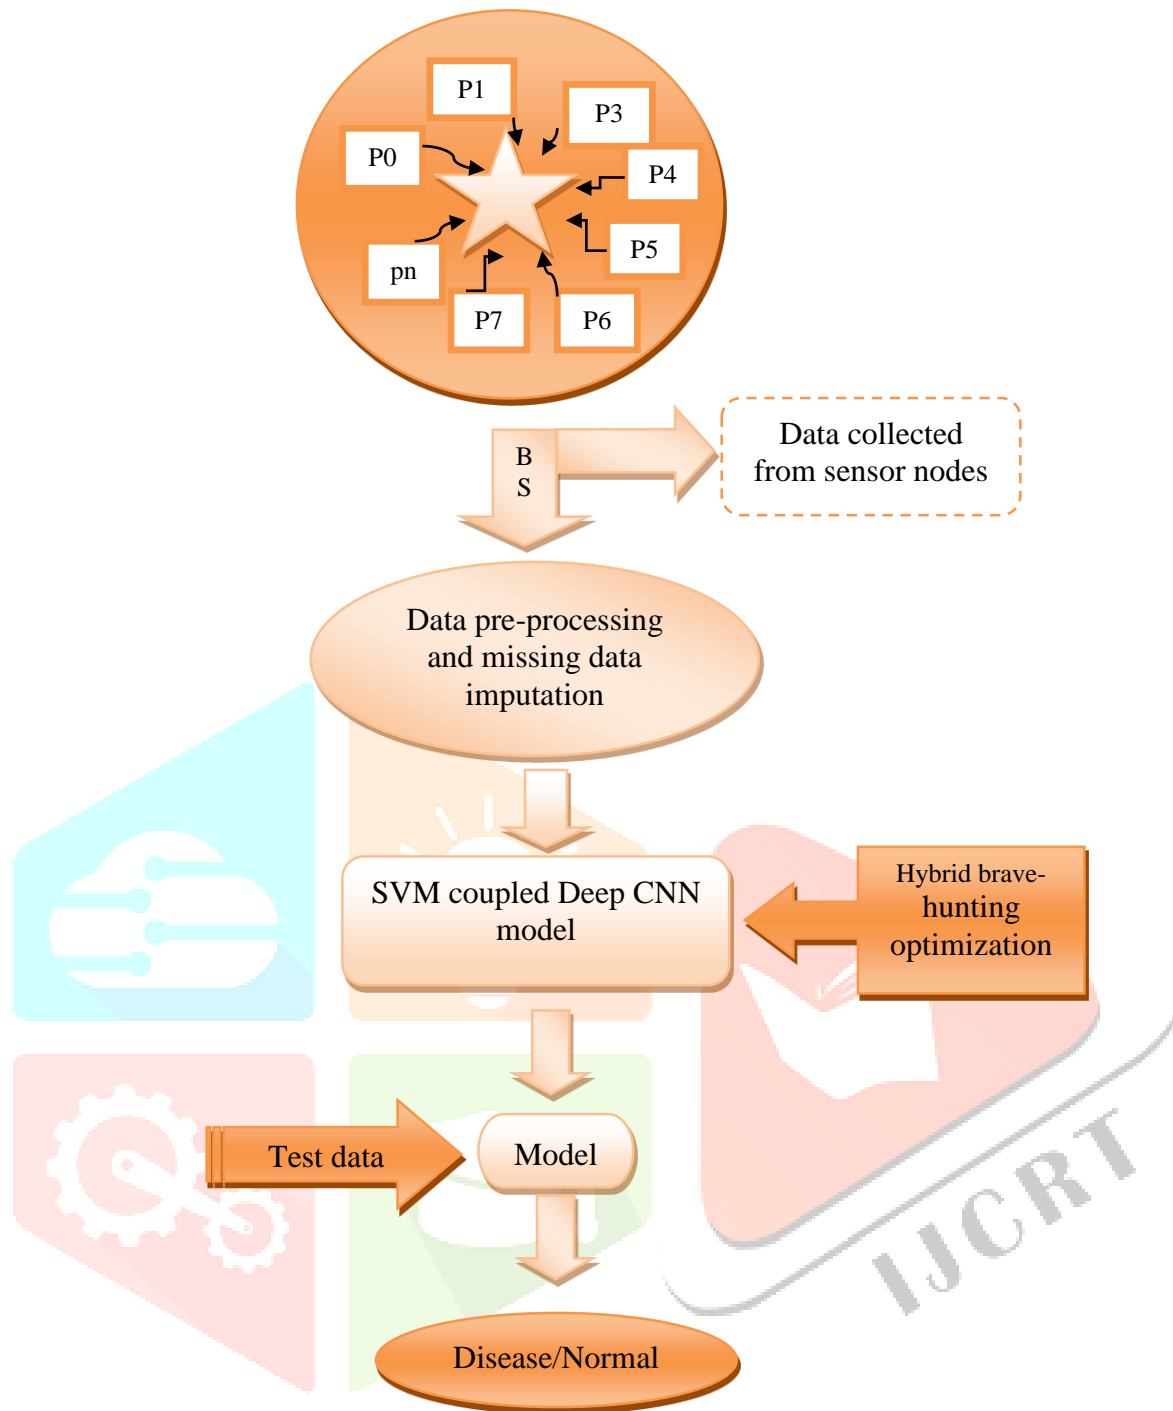 P1
P3
P0
P4
P5
pn
P7
P6
B
S
Data collected
from sensor nodes
Data pre-processing
and missing data
imputation
SVM coupled Deep CNN
model
Hybrid brave-
hunting
optimization
Test data
Model
Disease/Normal
IJCRT